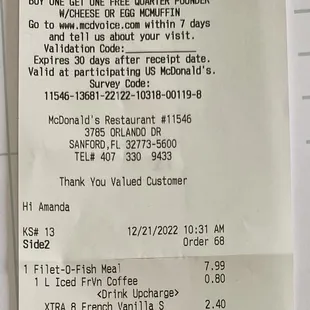 BUY ONE GET ONE FREE QUARTER POUNDER
W/CHEESE OR EGG MCMUFFIN
Go to www.mcdvoice.com within 7 days
and tell us about your visit.
Validation Code:
Expires 30 days after receipt date.
Valid at participating US McDonald's.
Survey Code:
11546-13681-22122-10318-00119-8
McDonald's Restaurant #11546
3785 ORLANDO DR
SANFORD,FL 32773-5600
TEL# 407 330 9433
Thank You Valued Customer
Hi Amanda
KS# 13 12/21/2022 10:31 AM
Side2 Order 68
1 Filet-O-Fish Meal 7.99
1 L Iced FrVn Coffee 0.80
<Drink Upcharge>
XTRA 8 French Vanilla S 2.40